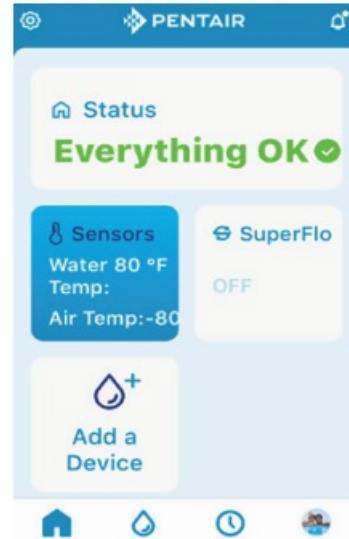 PENTAIR
Status
Everything OK
Sensors
Water 80 °F
Temp:
Air Temp:-80
SuperFlo
OFF
Add a
Device